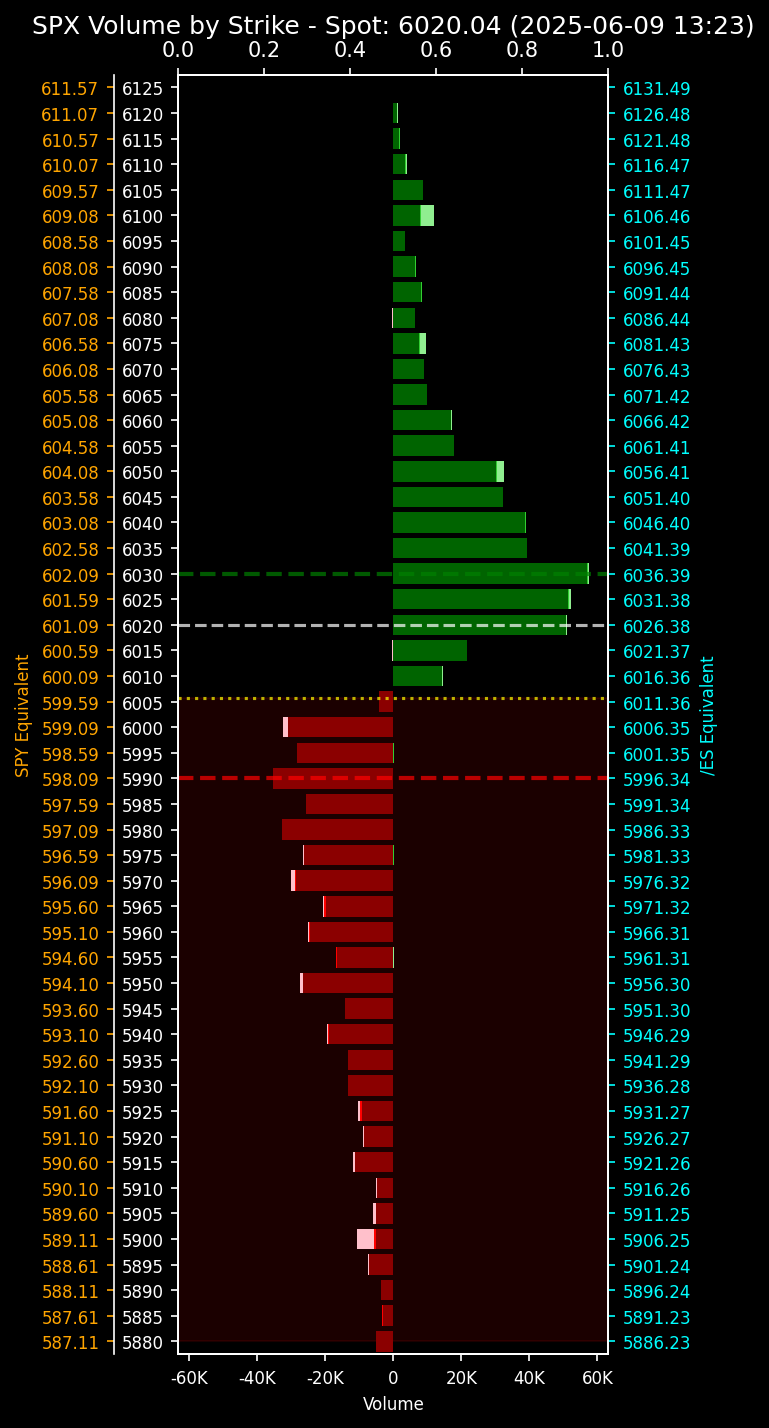 SPX Volume by Strike - Spot: 6020.04 (2025-06-09 13:23)
0.0 0.2 0.4 0.6 0.8 1.0
611.57 6125 6131.49
611.07 6120 6126.48
610.57 6115 6121.48
610.07 6110 6116.47
609.57 6105 6111.47
609.08 6100 6106.46
608.58 6095 6101.45
608.08 6090 6096.45
607.58 6085 6091.44
607.08 6080 6086.44
606.58 6075 6081.43
606.08 6070 6076.43
605.58 6065 6071.42
605.08 6060 6066.42
604.58 6055 6061.41
604.08 6050 6056.41
603.58 6045 6051.40
603.08 6040 6046.40
602.58 6035 6041.39
602.09 6030 6036.39
601.59 6025 6031.38
601.09 6020 6026.38
600.59 6015 6021.37
600.09 6010 6016.36
599.59 6005 6011.36
599.09 6000 6006.35
598.59 5995 6001.35
598.09 5990 5996.34
597.59 5985 5991.34
597.09 5980 5986.33
596.59 5975 5981.33
596.09 5970 5976.32
595.60 5965 5971.32
595.10 5960 5966.31
594.60 5955 5961.31
594.10 5950 5956.30
593.60 5945 5951.30
593.10 5940 5946.29
592.60 5935 5941.29
592.10 5930 5936.28
591.60 5925 5931.27
591.10 5920 5926.27
590.60 5915 5921.26
590.10 5910 5916.26
589.60 5905 5911.25
589.11 5900 5906.25
588.61 5895 5901.24
588.11 5890 5896.24
587.61 5885 5891.23
587.11 5880 5886.23
SPY Equivalent
/ES Equivalent
-60K -40K -20K 0 20K 40K 60K
Volume